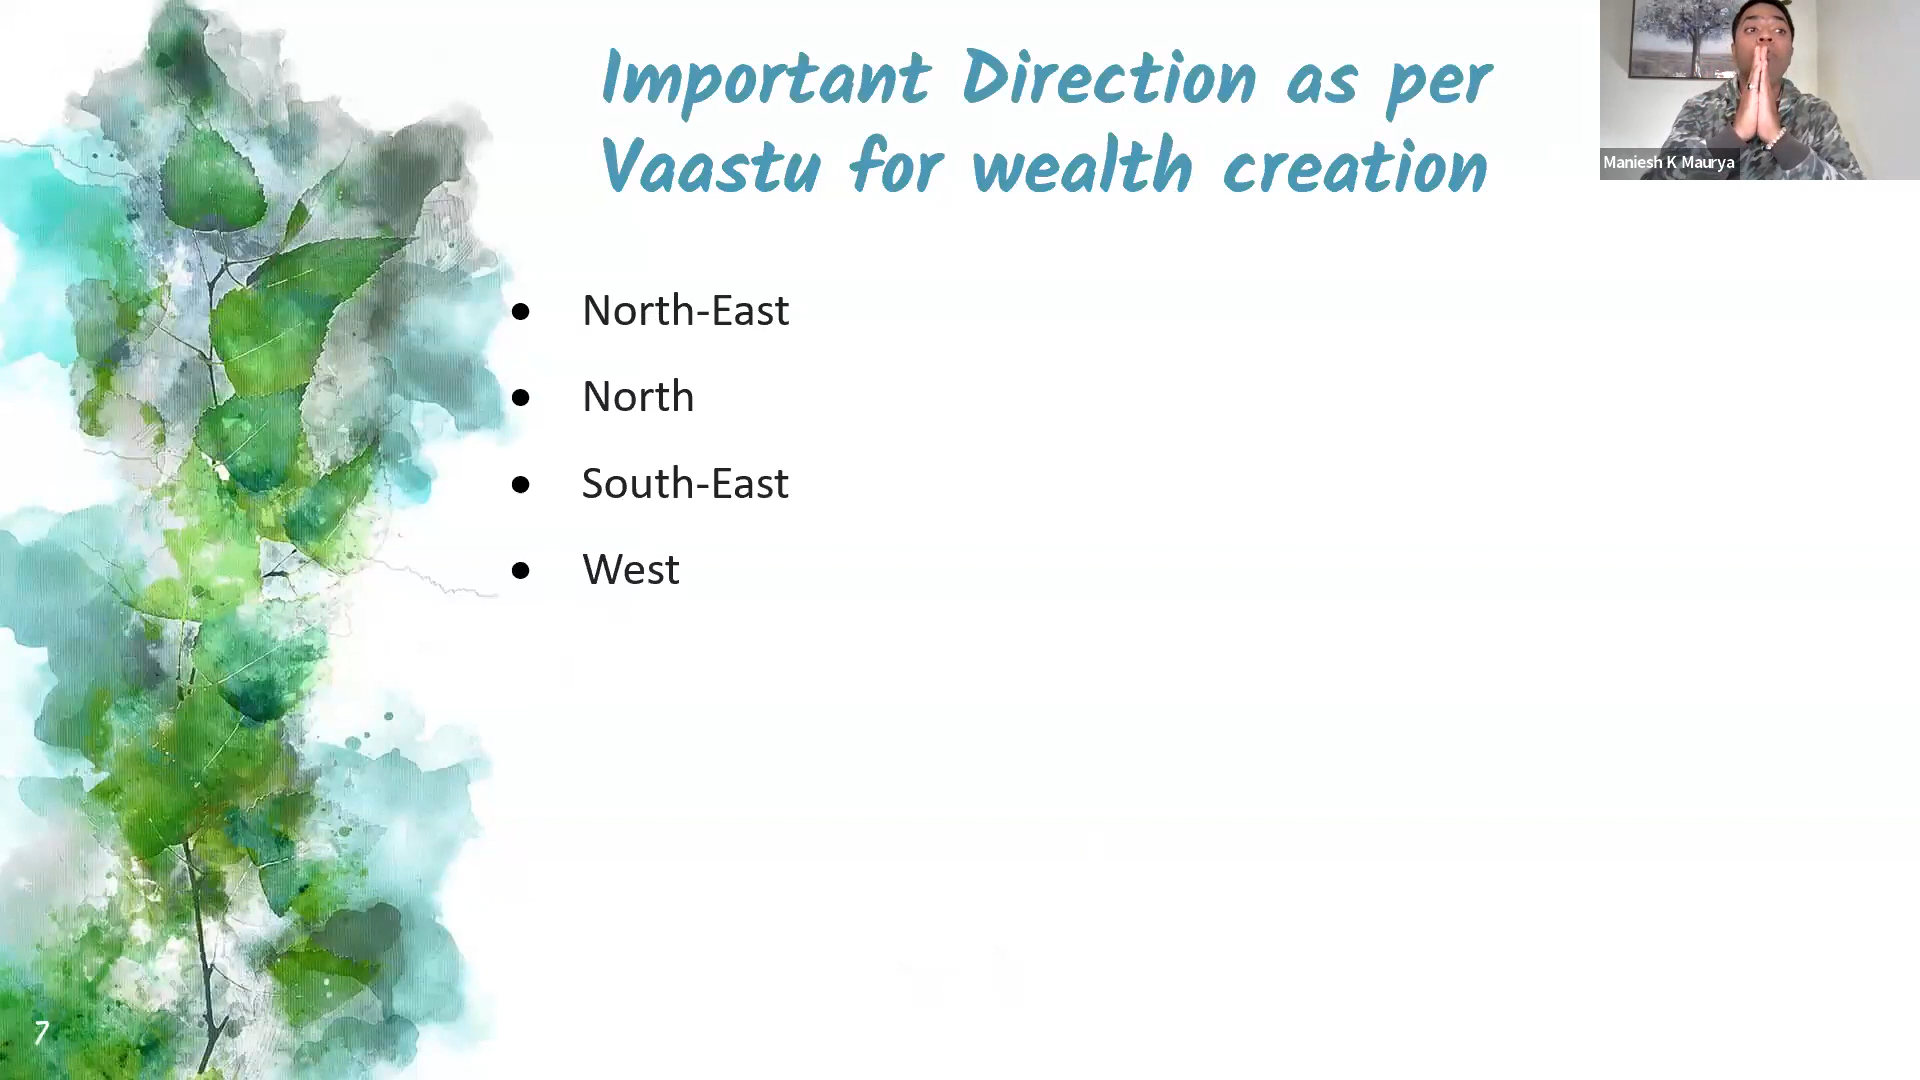 Important Direction as per
Vaastu for wealth creation
Maniesh K Maurya
• North-East
• North
• South-East
• West
7